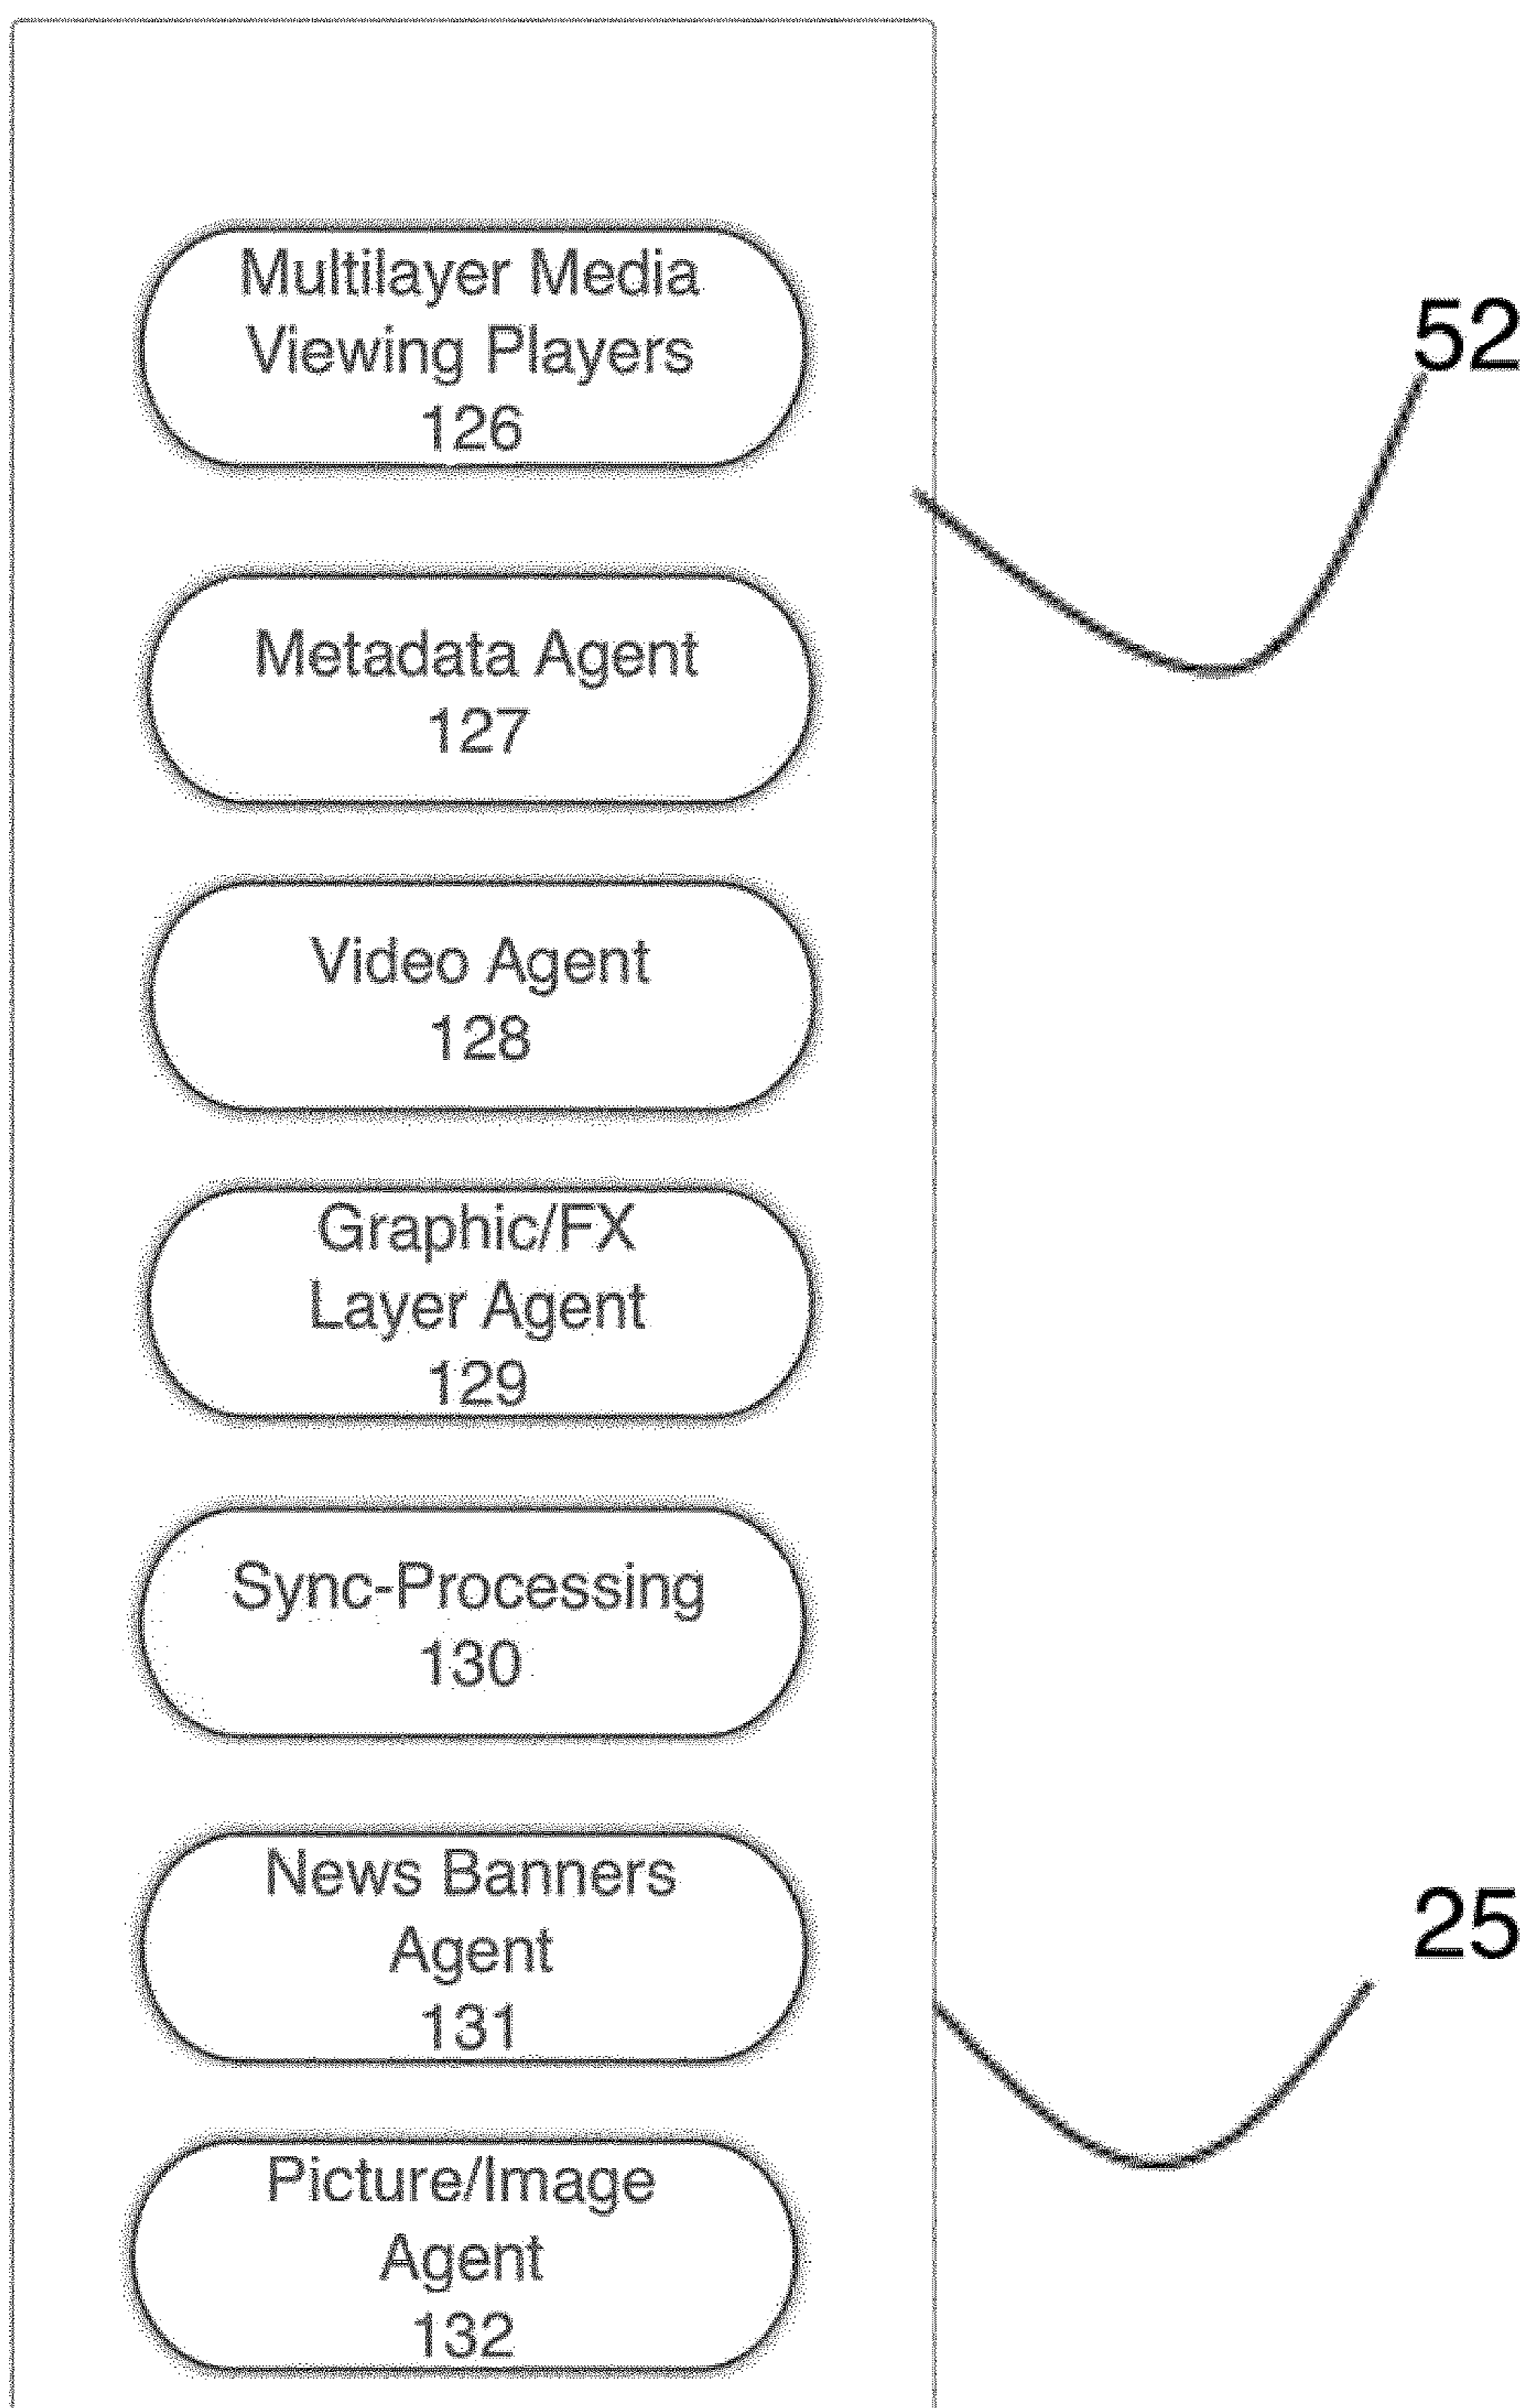 Multilayer Media
Viewing Players
126
52
Metadata Agent
127
Video Agent
128
Graphic/FX
Layer Agent
129
Sync-Processing
130
News Banners
Agent
131
25
Picture/Image
Agent
132